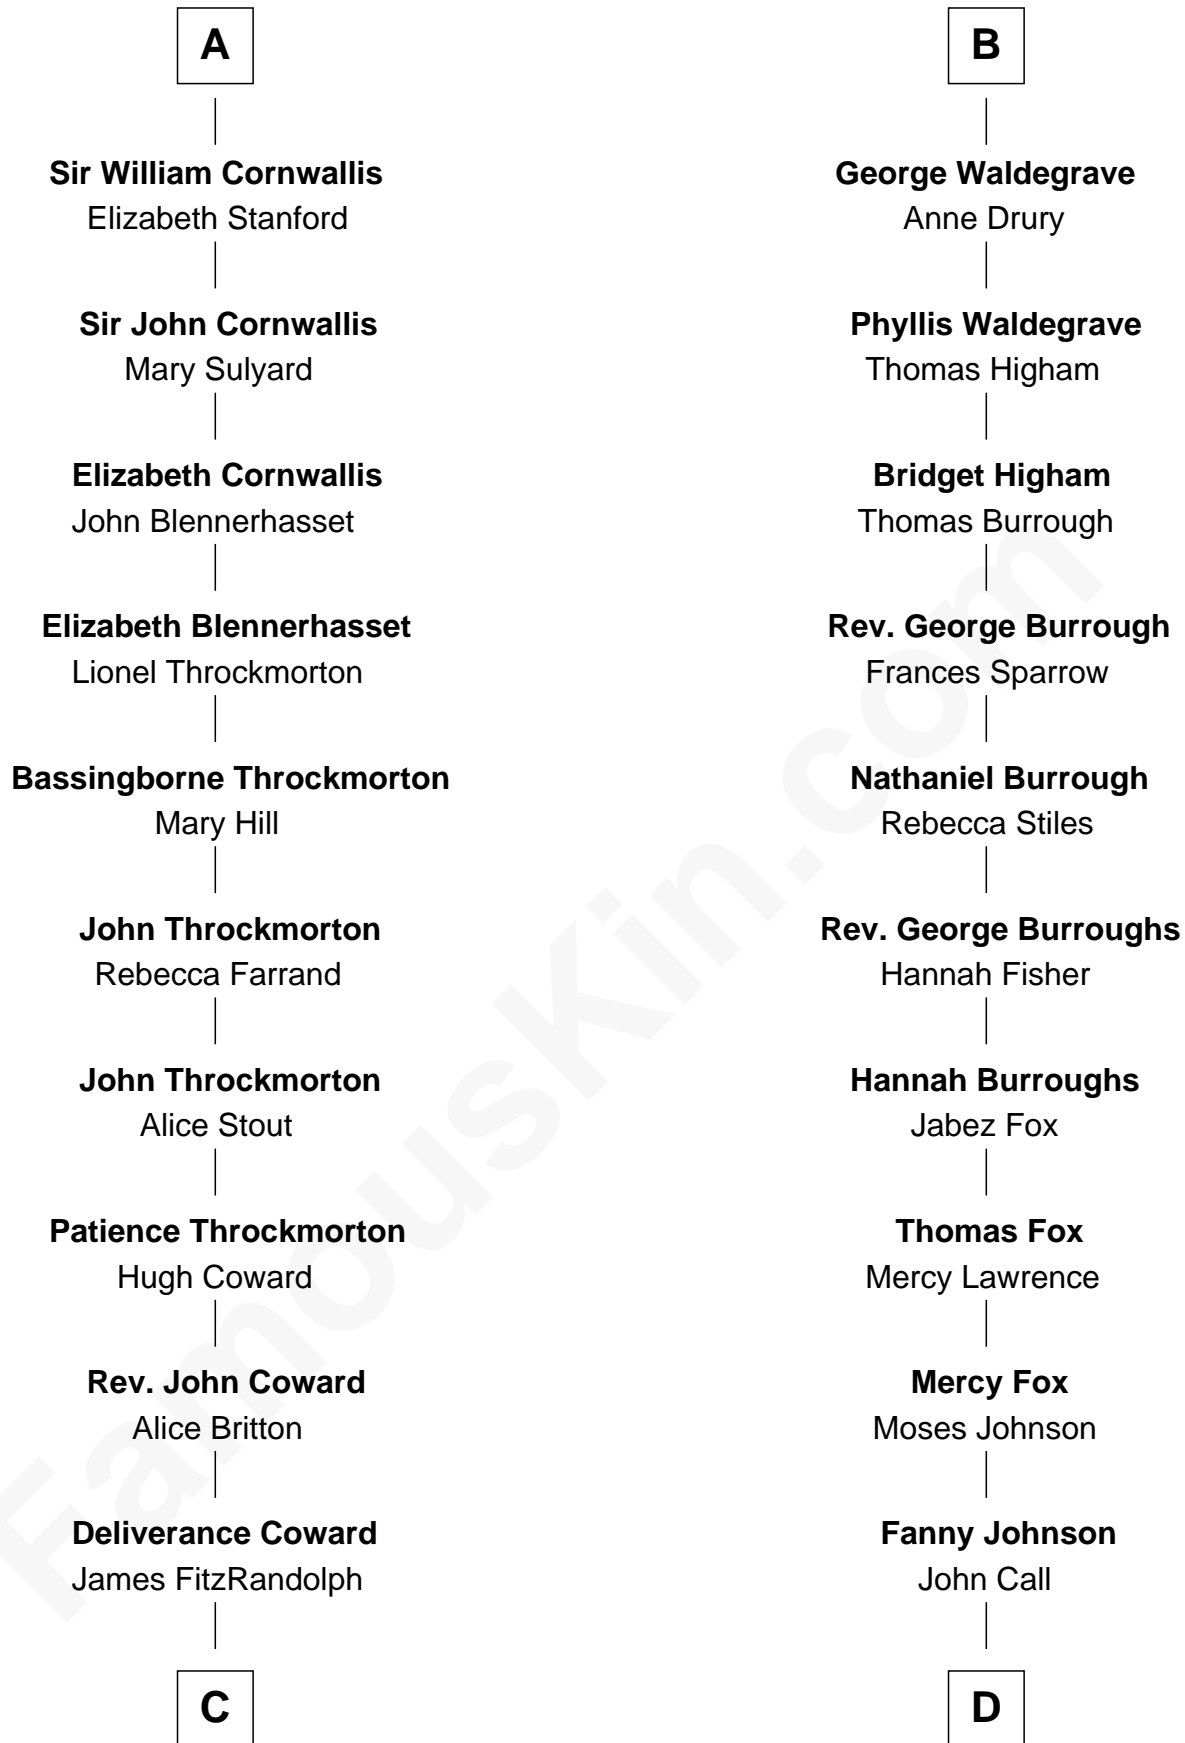 A
Sir William Cornwallis
Elizabeth Stanford
Sir John Cornwallis
Mary Sulyard
Elizabeth Cornwallis
John Blennerhasset
Elizabeth Blennerhasset
Lionel Throckmorton
Bassingborne Throckmorton
Mary Hill
John Throckmorton
Rebecca Farrand
John Throckmorton
Alice Stout
Patience Throckmorton
Hugh Coward
Rev. John Coward
Alice Britton
Deliverance Coward
James FitzRandolph
C
B
George Waldegrave
Anne Drury
Phyllis Waldegrave
Thomas Higham
Bridget Higham
Thomas Burrough
Rev. George Burrough
Frances Sparrow
Nathaniel Burrough
Rebecca Stiles
Rev. George Burroughs
Hannah Fisher
Hannah Burroughs
Jabez Fox
Thomas Fox
Mercy Lawrence
Mercy Fox
Moses Johnson
Fanny Johnson
John Call
D
FamousKin.com